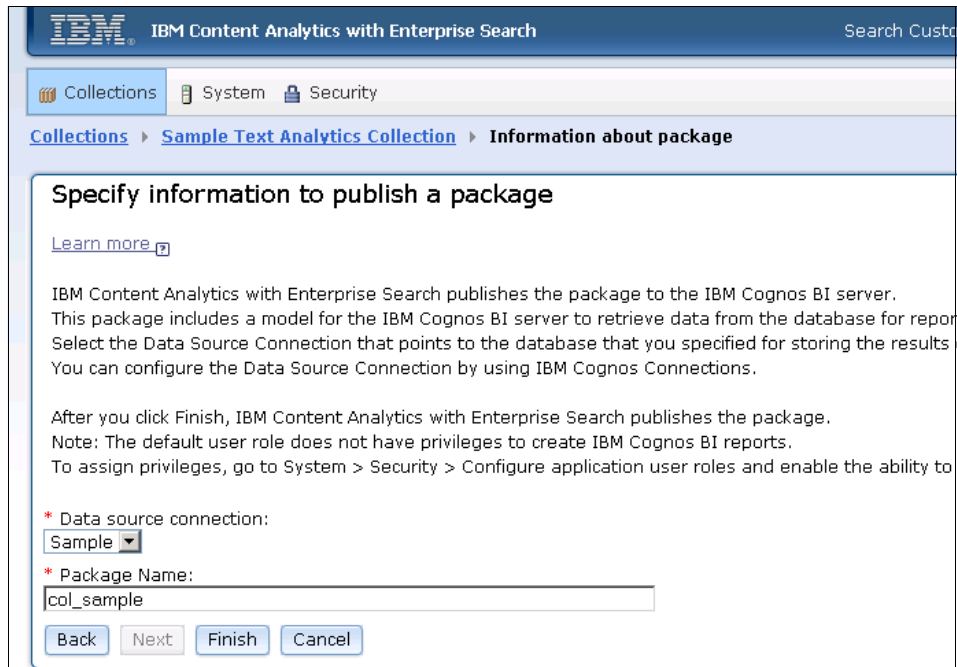 IBM® IBM Content Analytics with Enterprise Search Search Custo
Collections System Security
Collections Sample Text Analytics Collection Information about package
Specify information to publish a package
Learn more ?
IBM Content Analytics with Enterprise Search publishes the package to the IBM Cognos BI server.
This package includes a model for the IBM Cognos BI server to retrieve data from the database for repor
Select the Data Source Connection that points to the database that you specified for storing the results
You can configure the Data Source Connection by using IBM Cognos Connections.
After you click Finish, IBM Content Analytics with Enterprise Search publishes the package.
Note: The default user role does not have privileges to create IBM Cognos BI reports.
To assign privileges, go to System > Security > Configure application user roles and enable the ability to
* Data source connection:
Sample
* Package Name:
col_sample
Back Next Finish Cancel